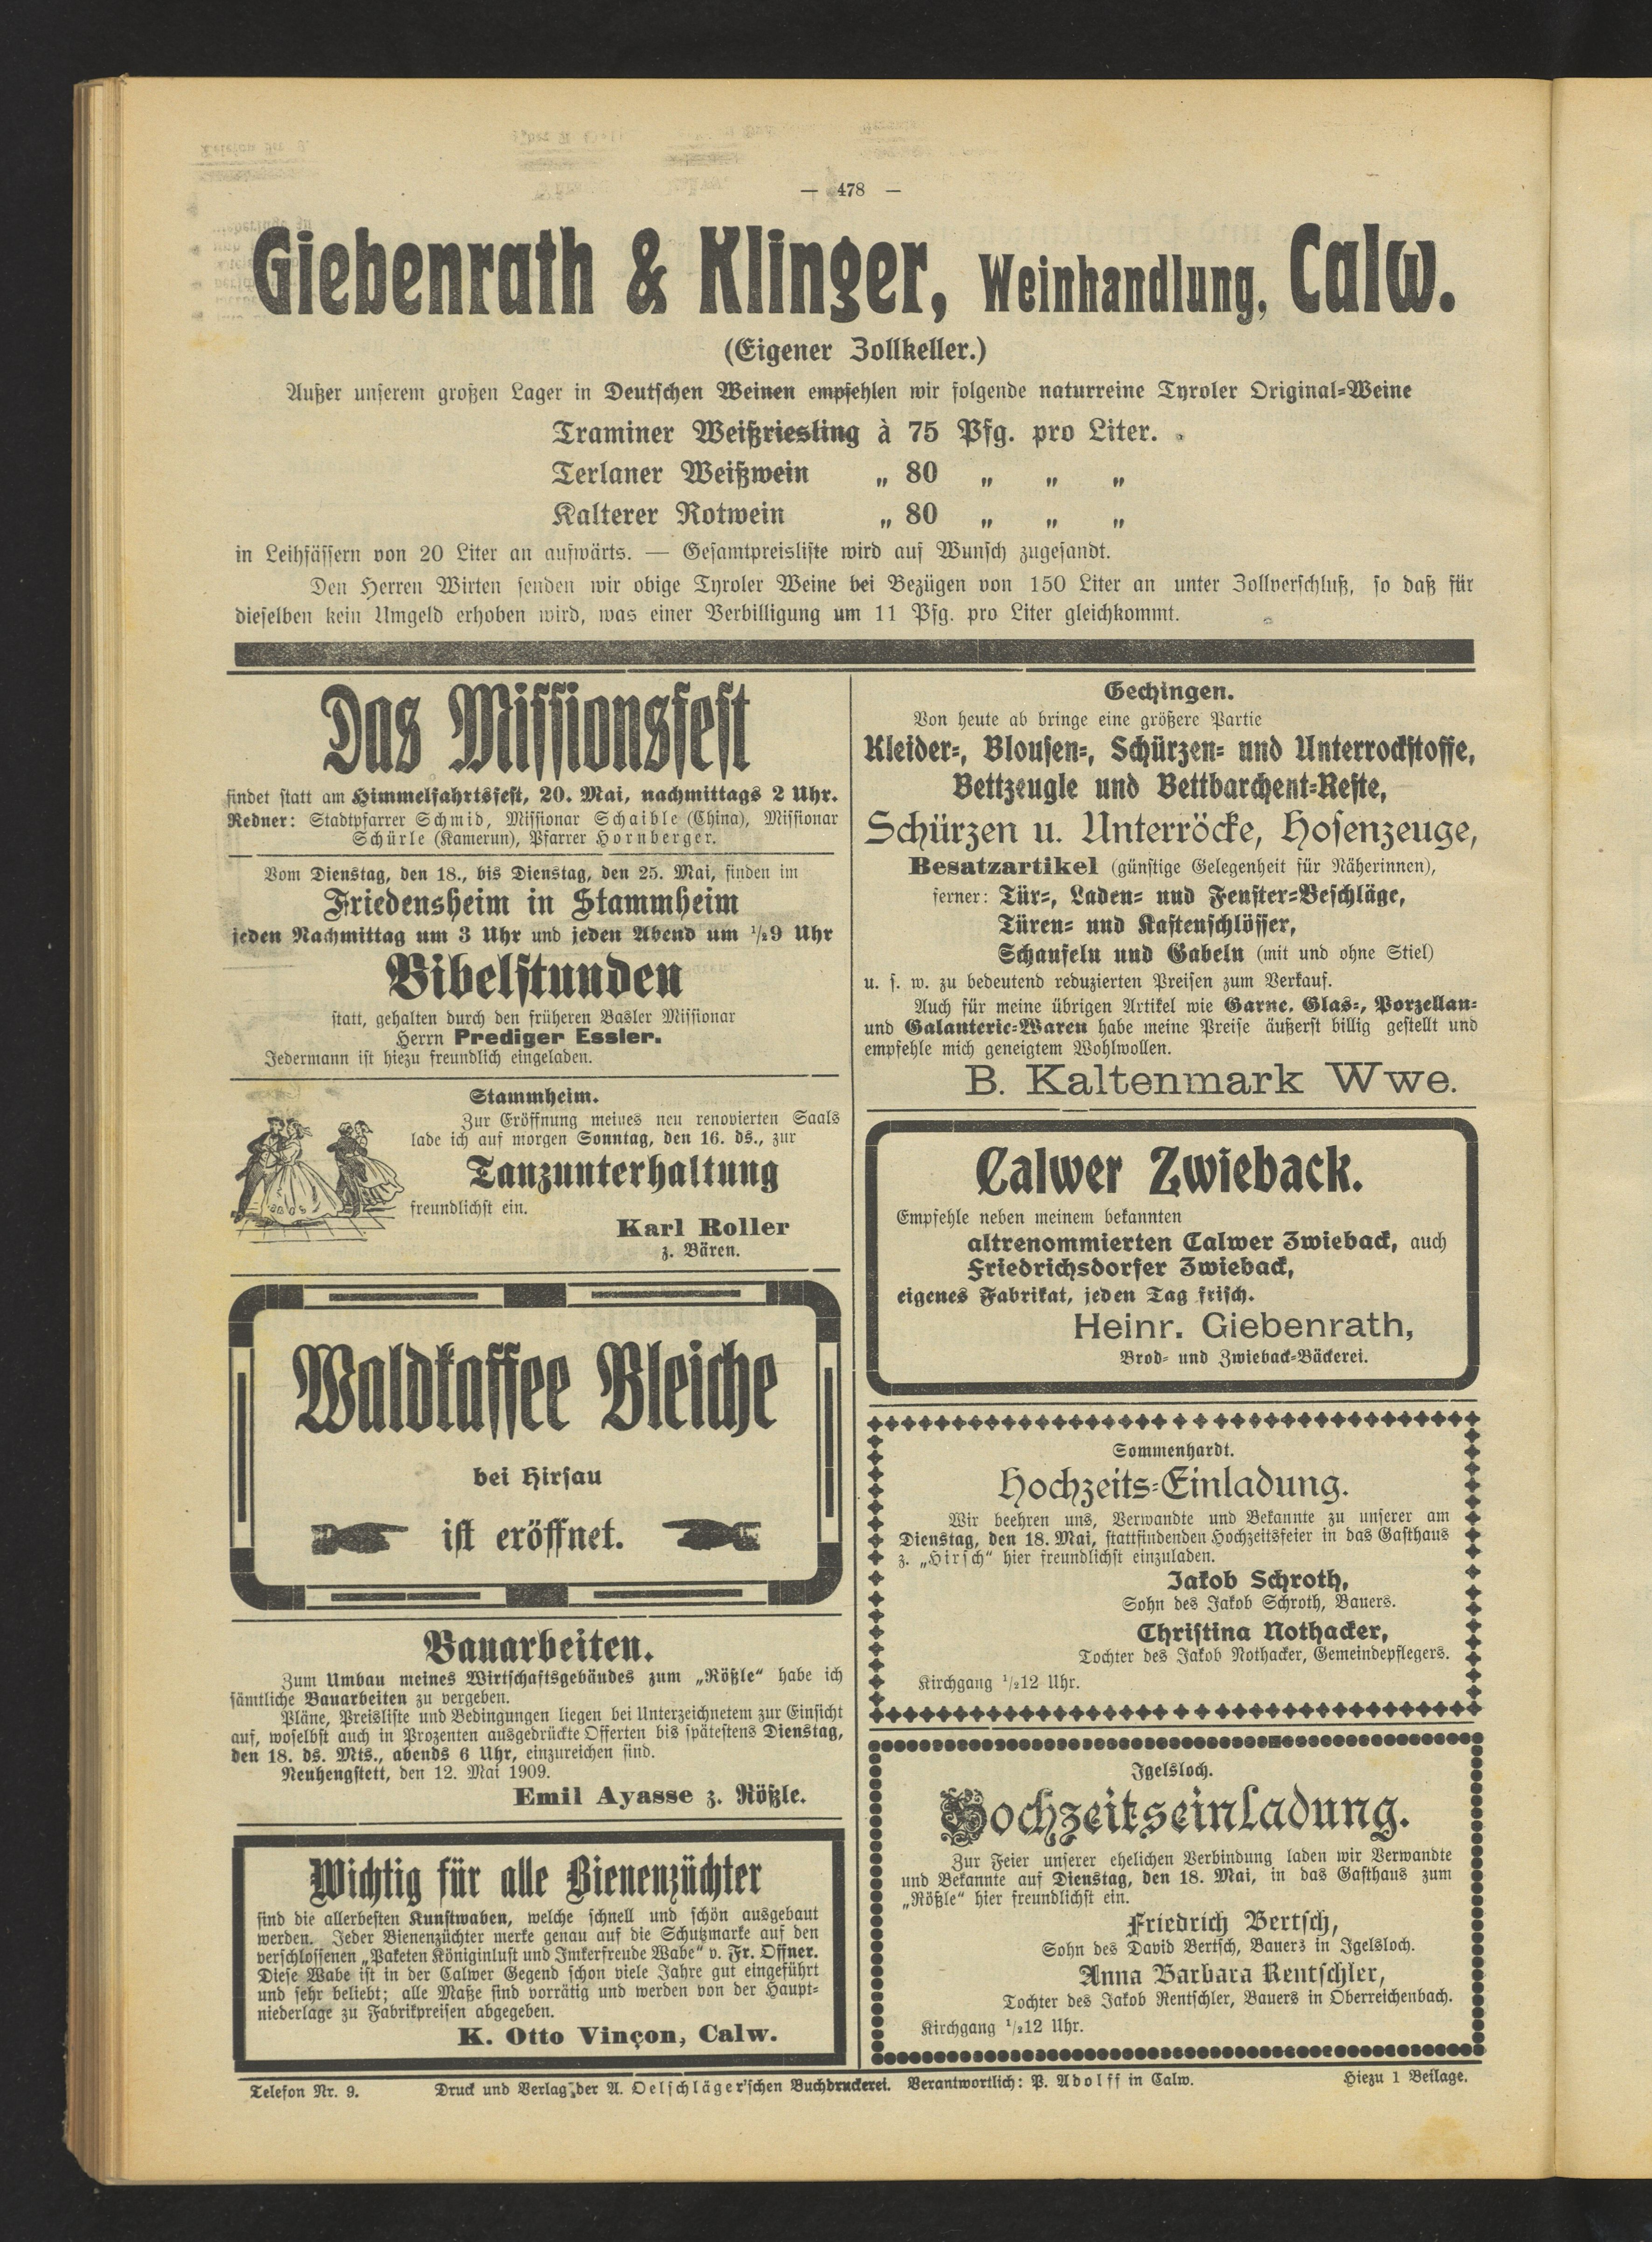 — 478 —
Giebenrath & Klinger, Weinhandlung, Calw.
(Eigener Zollkeller.)
Außer unserem großen Lager in Deutschen Weinen empfehlen wir folgende naturreine Tyroler Original-Weine
Traminer Weißriesling à 75 Pfg. pro Liter.
Terlaner Weißwein „ 80 „ „ „
Kalterer Rotwein „ 80 „ „ „
in Leihfässern von 20 Liter an aufwärts. — Gesamtpreisliste wird auf Wunsch zugesandt.
Den Herren Wirten senden wir obige Tyroler Weine bei Bezügen von 150 Liter an unter Zollverschluß, so daß für
dieselben kein Umgeld erhoben wird, was einer Verbilligung um 11 Pfg. pro Liter gleichkommt.
Das Missionsfest
findet statt am Himmelfahrtsfest, 20. Mai, nachmittags 2 Uhr.
Redner: Stadtpfarrer Schmid, Missionar Schaible (China), Missionar
Schürle (Kamerun), Pfarrer Hornberger.
Vom Dienstag, den 18., bis Dienstag, den 25. Mai, finden im
Friedensheim in Stammheim
jeden Nachmittag um 3 Uhr und jeden Abend um 1/29 Uhr
Bibelstunden
statt, gehalten durch den früheren Basler Missionar
Herrn Prediger Essler.
Jedermann ist hiezu freundlich eingeladen.
Stammheim.
Zur Eröffnung meines neu renovierten Saals
lade ich auf morgen Sonntag, den 16. ds., zur
Tanzunterhaltung
freundlichst ein.
Karl Roller
z. Bären.
Waldkaffee Bleiche
bei Hirsau
ist eröffnet.
Bauarbeiten.
Zum Umbau meines Wirtschaftsgebäudes zum „Rößle“ habe ich
sämtliche Bauarbeiten zu vergeben.
Pläne, Preisliste und Bedingungen liegen bei Unterzeichnetem zur Einsicht
auf, woselbst auch in Prozenten ausgedrückte Offerten bis spätestens Dienstag,
den 18. ds. Mts., abends 6 Uhr, einzureichen sind.
Neuhengstett, den 12. Mai 1909.
Emil Ayasse z. Rößle.
Wichtig für alle Bienenzüchter
sind die allerbesten Kunstwaben, welche schnell und schön ausgebaut
werden. Jeder Bienenzüchter merke genau auf die Schutzmarke auf den
verschlossenen „Paketen Königinlust und Imkerfreude Wabe“ v. Fr. Offner.
Diese Wabe ist in der Calwer Gegend schon viele Jahre gut eingeführt
und sehr beliebt; alle Maße sind vorrätig und werden von der Haupt-
niederlage zu Fabrikpreisen abgegeben.
K. Otto Vinçon, Calw.
Gechingen.
Von heute ab bringe eine größere Partie
Kleider-, Blousen-, Schürzen- und Unterrockstoffe,
Bettzeugle und Bettbarchent-Reste,
Schürzen u. Unterröcke, Hosenzeuge,
Besatzartikel (günstige Gelegenheit für Näherinnen),
ferner: Tür-, Laden- und Fenster-Beschläge,
Türen- und Kastenschlösser,
Schaufeln und Gabeln (mit und ohne Stiel)
u. s. w. zu bedeutend reduzierten Preisen zum Verkauf.
Auch für meine übrigen Artikel wie Garne, Glas-, Porzellan-
und Galanterie-Waren habe meine Preise äußerst billig gestellt und
empfehle mich geneigtem Wohlwollen.
B. Kaltenmark Wwe.
Calwer Zwieback.
Empfehle neben meinem bekannten
altrenommierten Calwer Zwieback, auch
Friedrichsdorfer Zwieback,
eigenes Fabrikat, jeden Tag frisch.
Heinr. Giebenrath,
Brod- und Zwieback-Bäckerei.
Sommenhardt.
Hochzeits-Einladung.
Wir beehren uns, Verwandte und Bekannte zu unserer am
Dienstag, den 18. Mai, stattfindenden Hochzeitsfeier in das Gasthaus
z. „Hirsch“ hier freundlichst einzuladen.
Jakob Schroth,
Sohn des Jakob Schroth, Bauers.
Christina Nothacker,
Tochter des Jakob Nothacker, Gemeindepflegers.
Kirchgang 1/212 Uhr.
Igelsloch.
Hochzeitseinladung.
Zur Feier unserer ehelichen Verbindung laden wir Verwandte
und Bekannte auf Dienstag, den 18. Mai, in das Gasthaus zum
„Rößle“ hier freundlichst ein.
Friedrich Bertsch,
Sohn des David Bertsch, Bauers in Igelsloch.
Anna Barbara Rentschler,
Tochter des Jakob Rentschler, Bauers in Oberreichenbach.
Kirchgang 1/212 Uhr.
Telefon Nr. 9. Druck und Verlag der A. Oelschläger'schen Buchdruckerei. Verantwortlich: P. Adolff in Calw. Hiezu 1 Beilage.